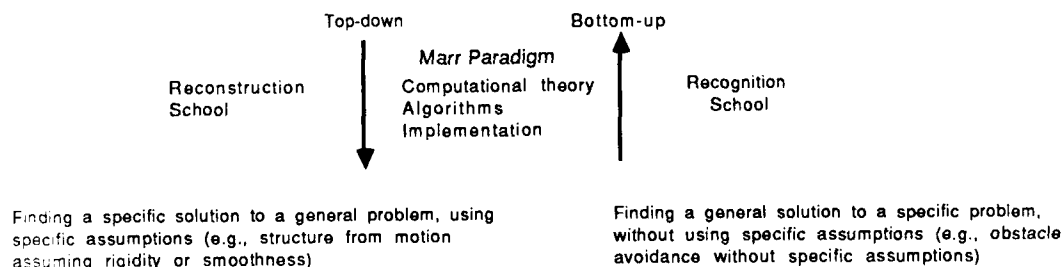 Top-down
Bottom-up
Marr Paradigm
Reconstruction
School
Computational theory
Algorithms
Implementation
Recognition
School
Finding a specific solution to a general problem, using
specific assumptions (e.g., structure from motion
assuming rigidity or smoothness)
Finding a general solution to a specific problem,
without using specific assumptions (e.g., obstacle
avoidance without specific assumptions)